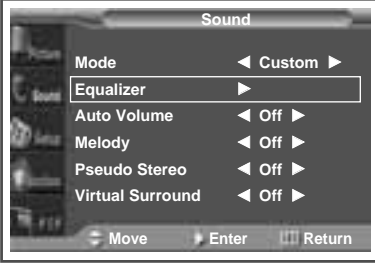 Sound
Mode ◀ Custom ▶
Equalizer ▶
Auto Volume ◀ Off ▶
Melody ◀ Off ▶
Pseudo Stereo ◀ Off ▶
Virtual Surround ◀ Off ▶
Move Enter Return